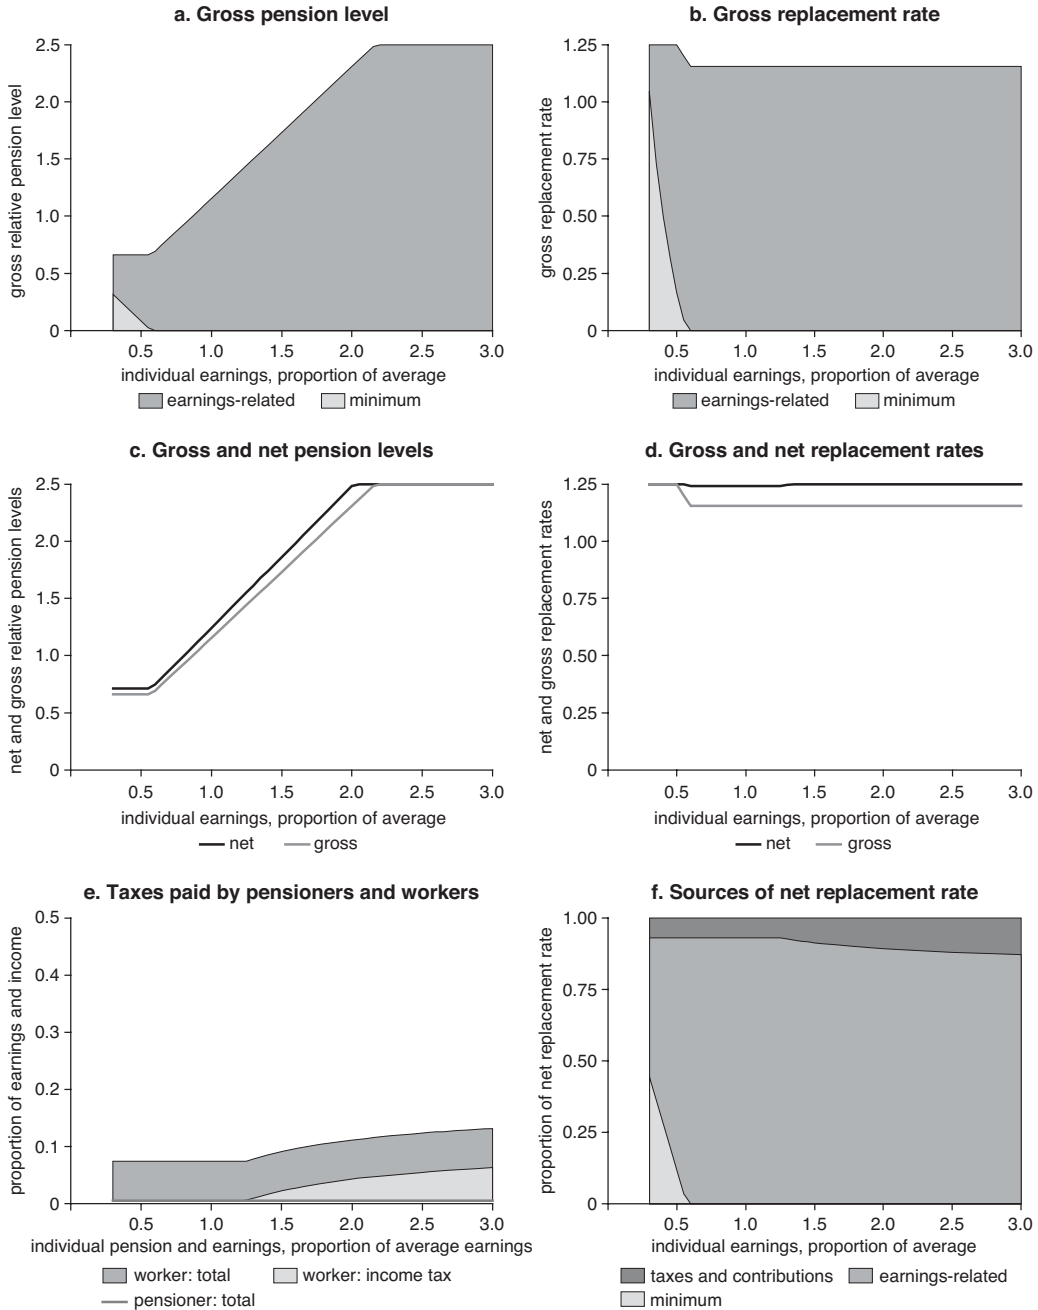 a. Gross pension level
gross relative pension level
2.5
2.0
1.5
1.0
0.5
0
0.5 1.0 1.5 2.0 2.5 3.0
individual earnings, proportion of average
earnings-related minimum
b. Gross replacement rate
gross replacement rate
1.25
1.00
0.75
0.50
0.25
0
0.5 1.0 1.5 2.0 2.5 3.0
individual earnings, proportion of average
earnings-related minimum
c. Gross and net pension levels
net and gross relative pension levels
2.5
2.0
1.5
1.0
0.5
0
0.5 1.0 1.5 2.0 2.5 3.0
individual earnings, proportion of average
net gross
d. Gross and net replacement rates
net and gross replacement rates
1.25
1.00
0.75
0.50
0.25
0
0.5 1.0 1.5 2.0 2.5 3.0
individual earnings, proportion of average
net gross
e. Taxes paid by pensioners and workers
proportion of earnings and income
0.5
0.4
0.3
0.2
0.1
0
0.5 1.0 1.5 2.0 2.5 3.0
individual pension and earnings, proportion of average earnings
worker: total worker: income tax
pensioner: total
f. Sources of net replacement rate
proportion of net replacement rate
1.00
0.75
0.50
0.25
0
0.5 1.0 1.5 2.0 2.5 3.0
individual earnings, proportion of average
taxes and contributions earnings-related
minimum